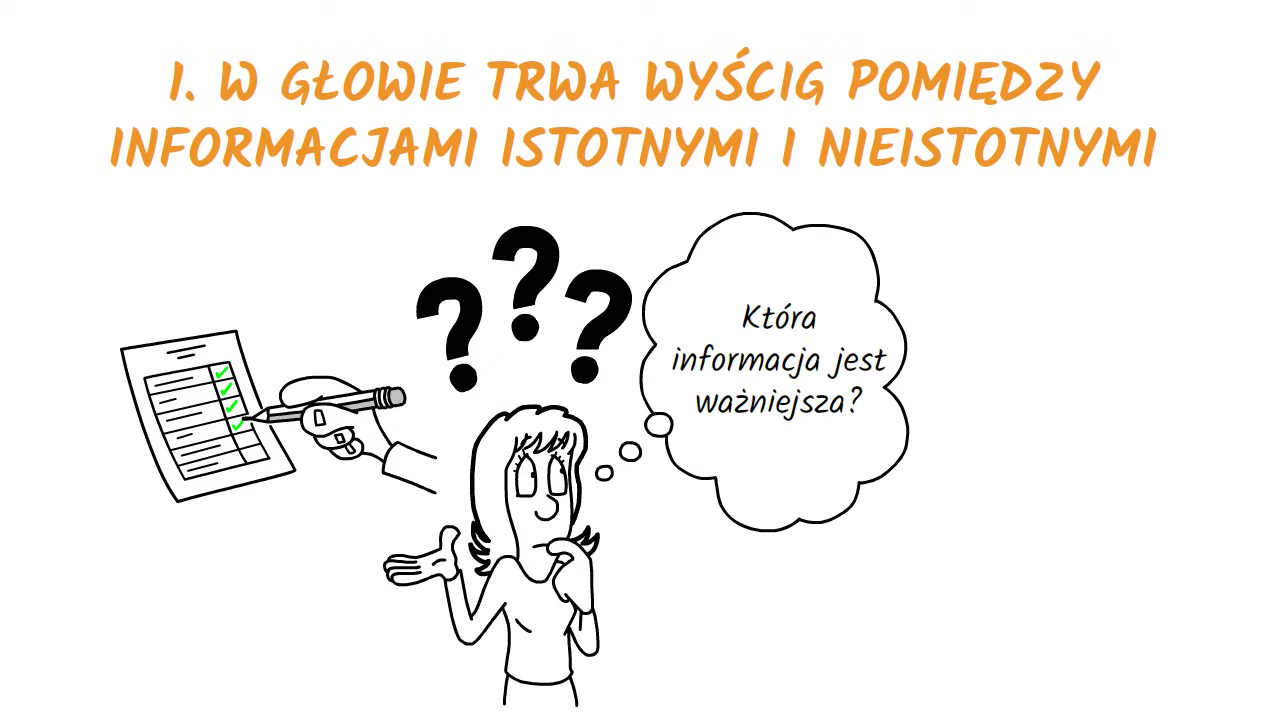 1. W GŁOWIE TRWA WYŚCIG POMIĘDZY
INFORMACJAMI ISTOTNYMI I NIEISTOTNYMI
???
Która
informacja jest
ważniejsza?